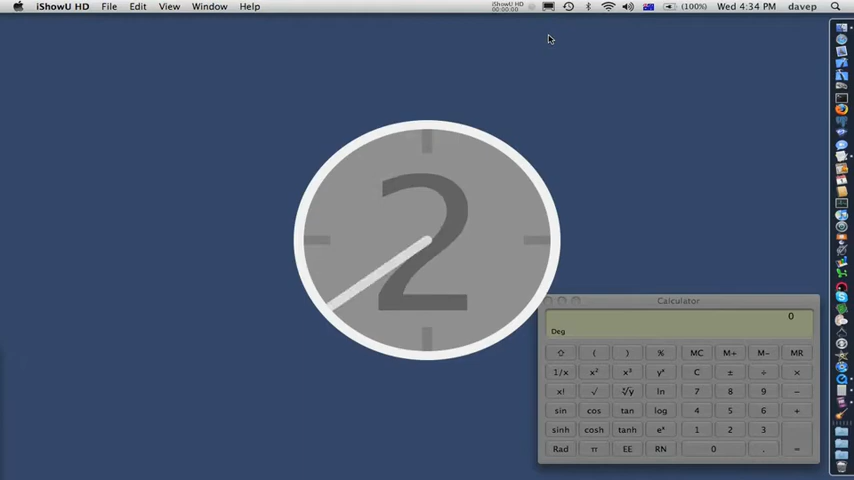 iShowU HD File Edit View Window Help iShowU HD 00:00:00 (100%) Wed 4:34 PM davep
2
Calculator
0
Deg
( ) % MC M+ M- MR
1/x x² x³ yˣ C ± ÷ ×
x! √ ˣ√y ln 7 8 9 −
sin cos tan log 4 5 6 +
sinh cosh tanh eˣ 1 2 3
Rad π EE RN 0 . =